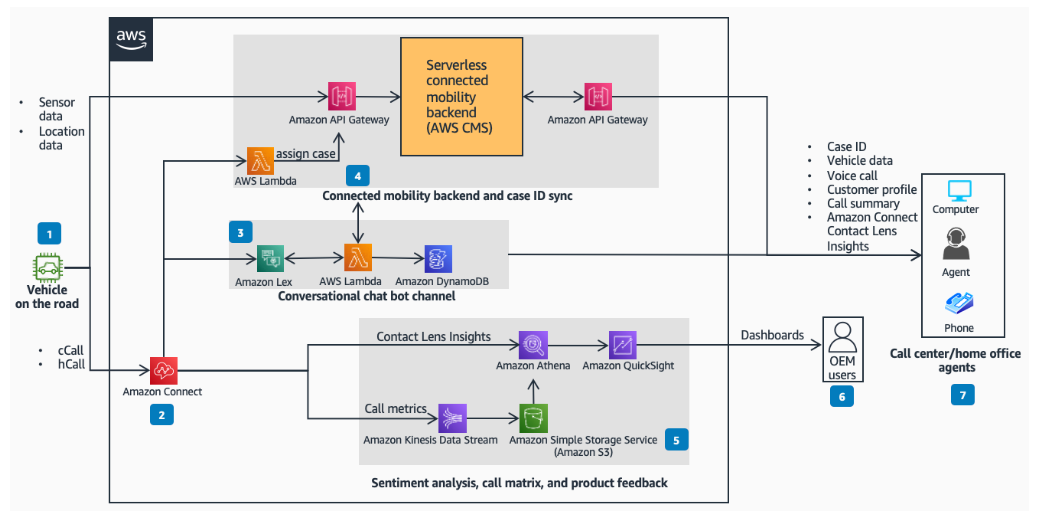 aws
Serverless
connected
mobility
backend
(AWS CMS)
• Sensor
data
• Location
data
Amazon API Gateway
Amazon API Gateway
assign case
AWS Lambda
4
Connected mobility backend and case ID sync
• Case ID
• Vehicle data
• Voice call
• Customer profile
• Call summary
• Amazon Connect
Contact Lens
Insights
Computer
Agent
Phone
Call center/home office
agents
7
1
Vehicle
on the road
3
Amazon Lex
AWS Lambda
Amazon DynamoDB
Conversational chat bot channel
• cCall
• hCall
Amazon Connect
2
Contact Lens Insights
Amazon Athena
Amazon QuickSight
Dashboards
OEM
users
6
Call metrics
Amazon Kinesis Data Stream
Amazon Simple Storage Service
(Amazon S3)
5
Sentiment analysis, call matrix, and product feedback